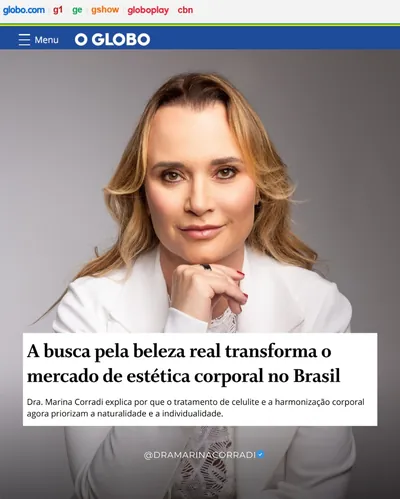 globo.com g1 ge gshow globoplay cbn
Menu O GLOBO
A busca pela beleza real transforma o
mercado de estética corporal no Brasil
Dra. Marina Corradi explica por que o tratamento de celulite e a harmonização corporal
agora priorizam a naturalidade e a individualidade.
@DRAMARINACORRADI